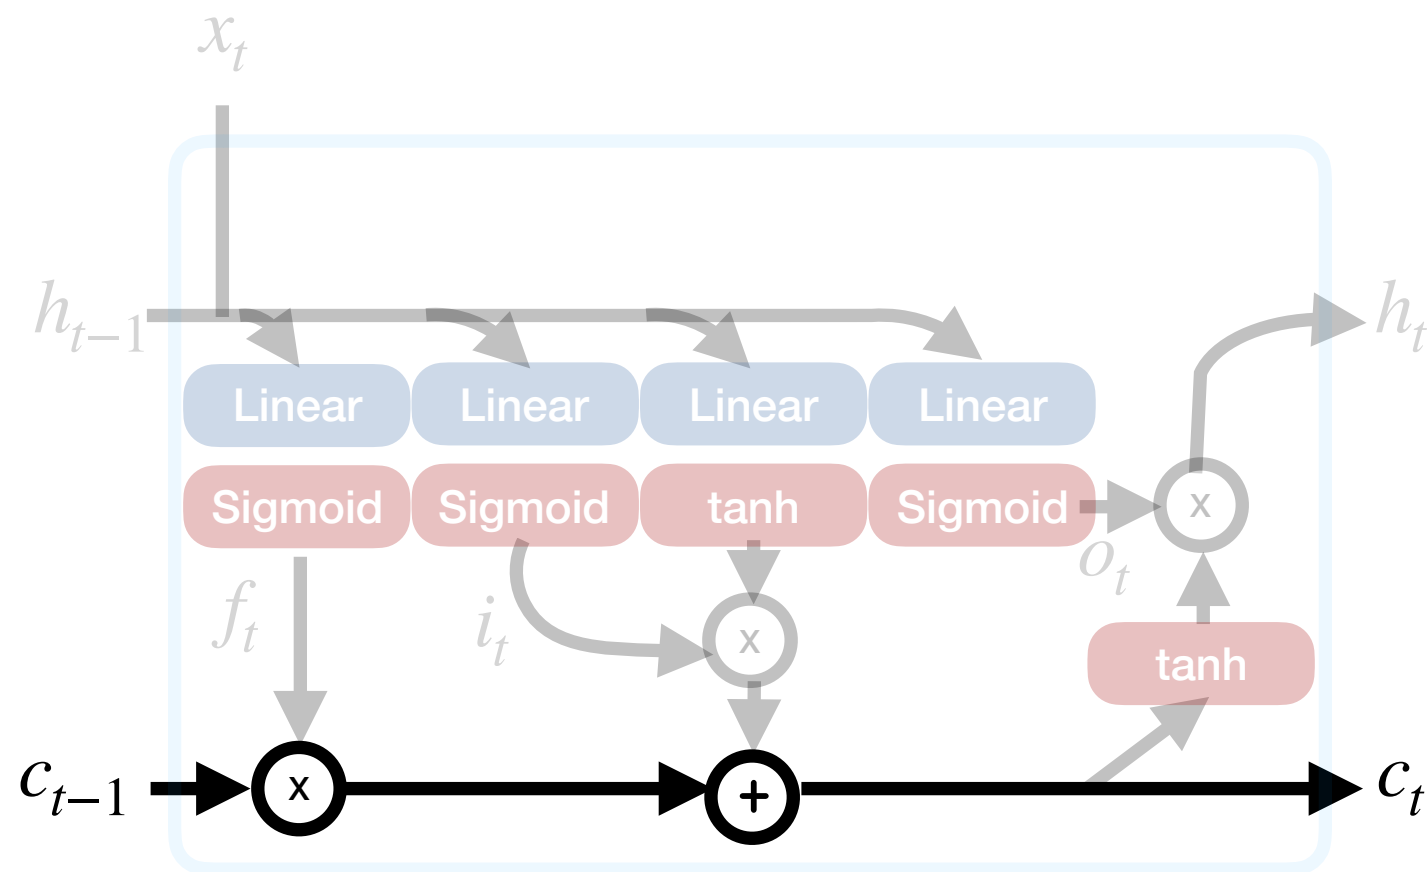 x_t
h_{t-1}
h_t
Linear Linear Linear Linear
Sigmoid Sigmoid tanh Sigmoid
x
o_t
f_t
i_t
x
tanh
c_{t-1}
x
+
c_t